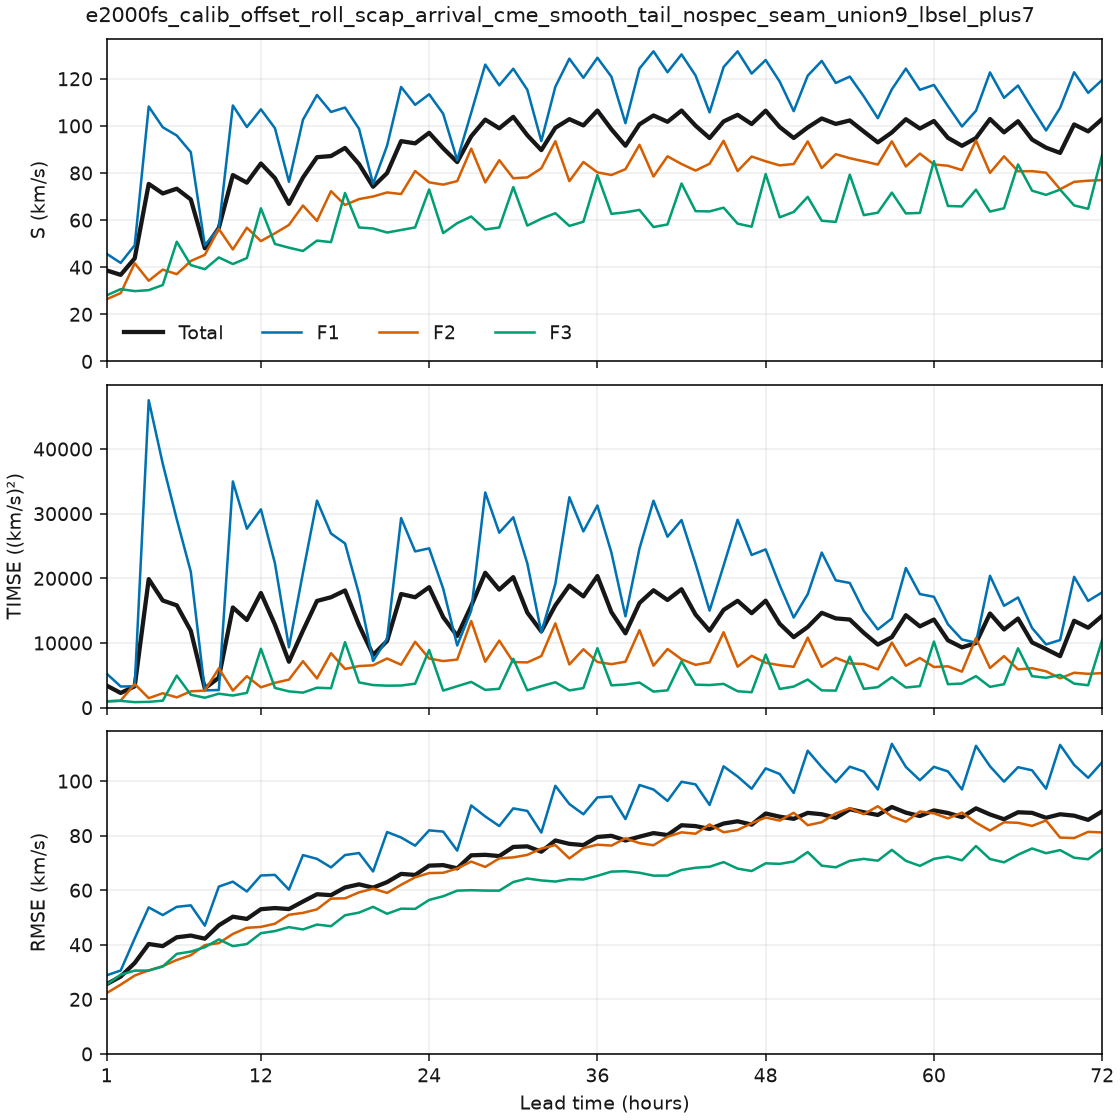 e2000fs_calib_offset_roll_scap_arrival_cme_smooth_tail_nospec_seam_union9_lbsel_plus7
120
100
80
60
40
20
0
S (km/s)
Total F1 F2 F3
40000
30000
20000
10000
0
TIMSE ((km/s)²)
100
80
60
40
20
0
RMSE (km/s)
1 12 24 36 48 60 72
Lead time (hours)